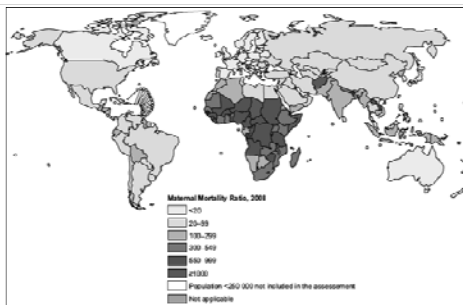 Maternal Mortality Ratio, 2008
<20
20–99
100–299
300–549
550–999
≥1000
Population <250 000 not included in the assessement
Not applicable